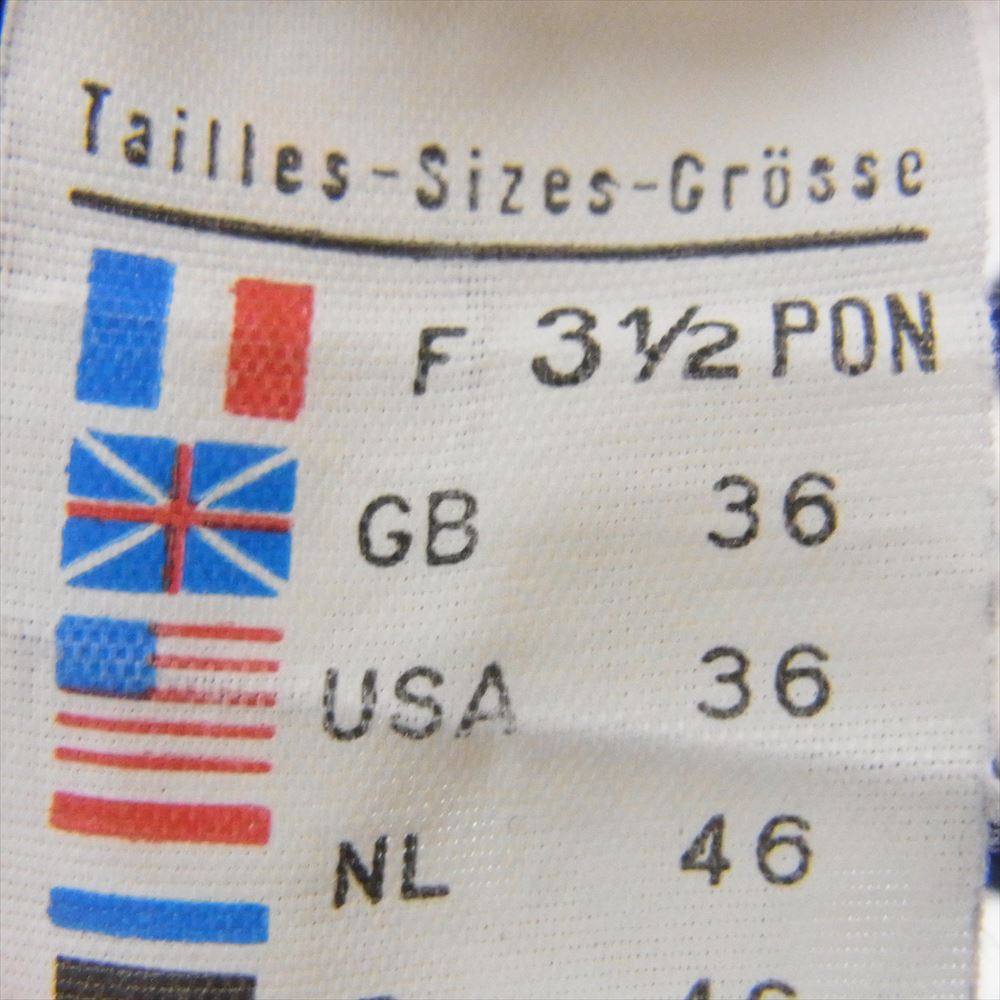 Tailles-Sizes-Grösse
F 3½ PON
GB 36
USA 36
NL 46